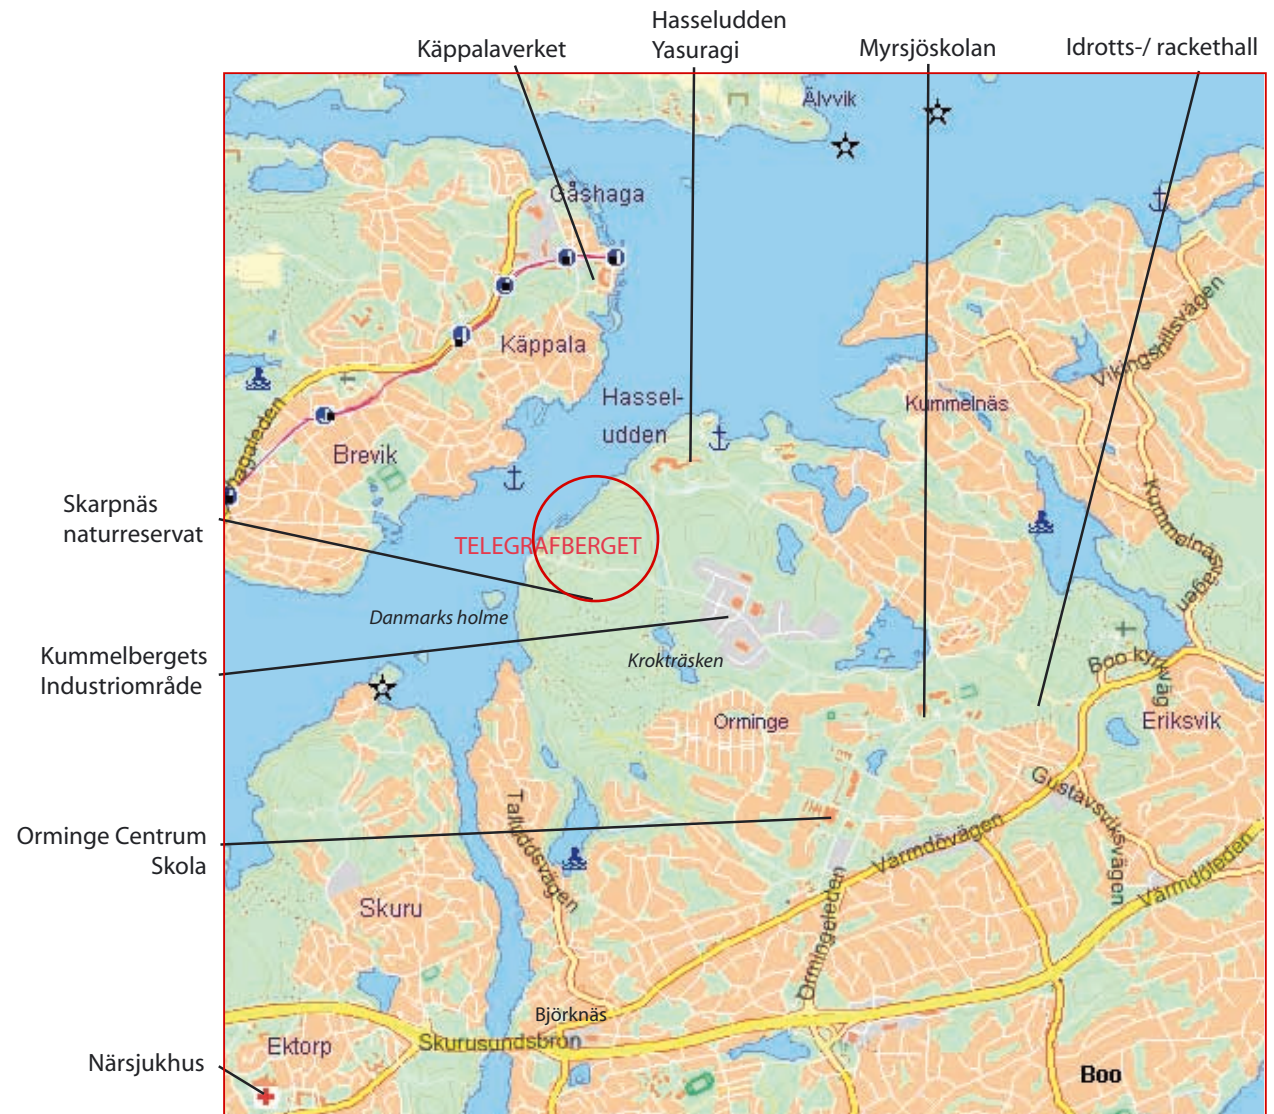 Hasseludden
Yasuragi
Käppalaverket
Myrsjöskolan
Idrotts-/ rackethall
Älvvik
Gåshaga
Vikingshillsvägen
Käppala
Hassel-
udden
Kummelnäs
Brevik
Kummelnäsvägen
Skarpnäs
naturreservat
TELEGRAFBERGET
Danmarks holme
Kummelbergets
Industriområde
Krokträsken
Boo kyrkväg
Orminge
Eriksvik
Gustavsviksvägen
Talluddsvägen
Orminge Centrum
Skola
Värmdövägen
Värmdöleden
Ormingeleden
Skuru
Björknäs
Skurusundsbron
Ektorp
Närsjukhus
Boo